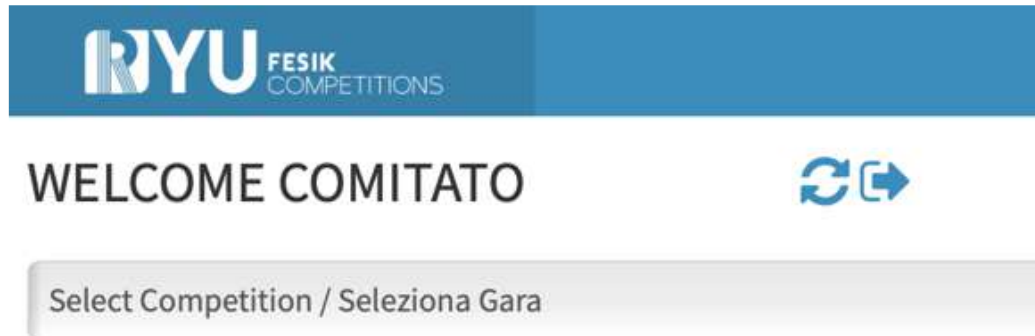 RYU FESIK
COMPETITIONS
WELCOME COMITATO
Select Competition / Seleziona Gara